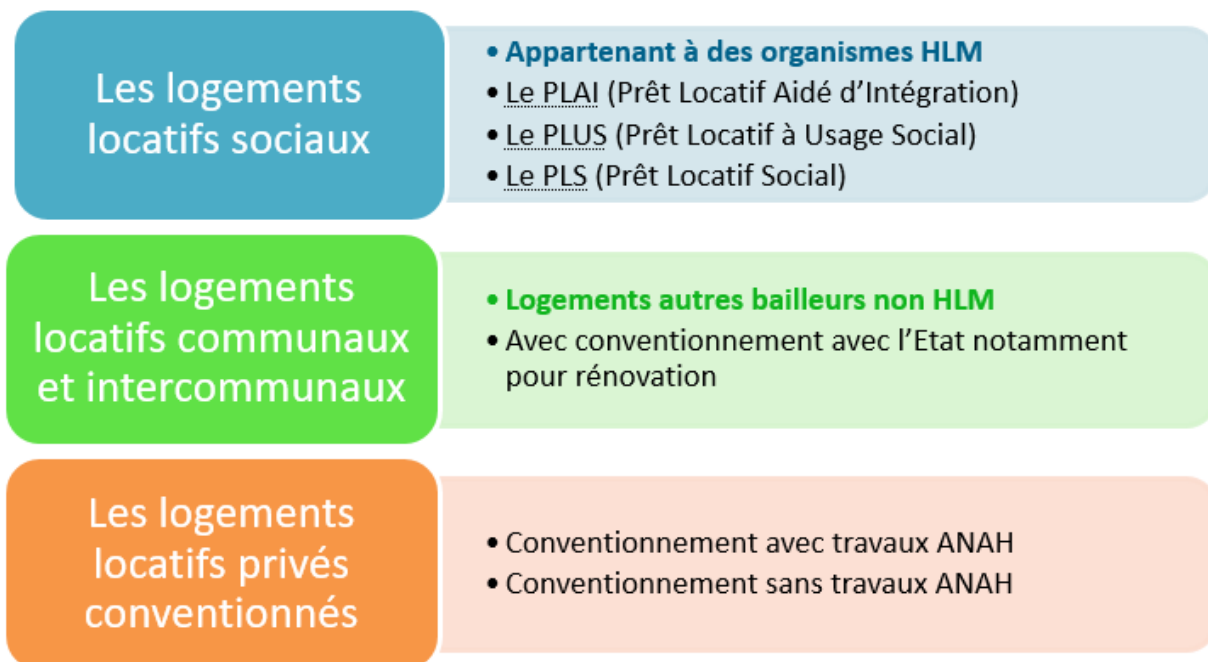 Les logements
locatifs sociaux
• Appartenant à des organismes HLM
• Le PLAI (Prêt Locatif Aidé d’Intégration)
• Le PLUS (Prêt Locatif à Usage Social)
• Le PLS (Prêt Locatif Social)
Les logements
locatifs communaux
et intercommunaux
• Logements autres bailleurs non HLM
• Avec conventionnement avec l’Etat notamment
pour rénovation
Les logements
locatifs privés
conventionnés
• Conventionnement avec travaux ANAH
• Conventionnement sans travaux ANAH